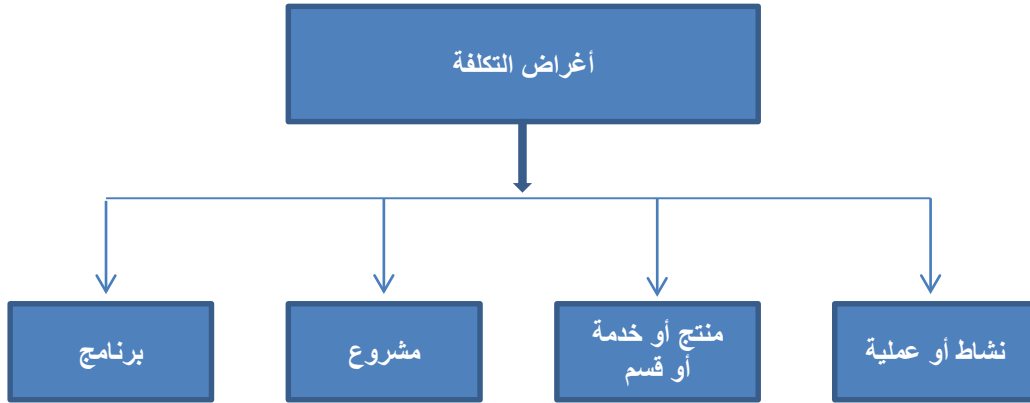 أغراض التكلفة
نشاط أو عملية
منتج أو خدمة
أو قسم
مشروع
برنامج